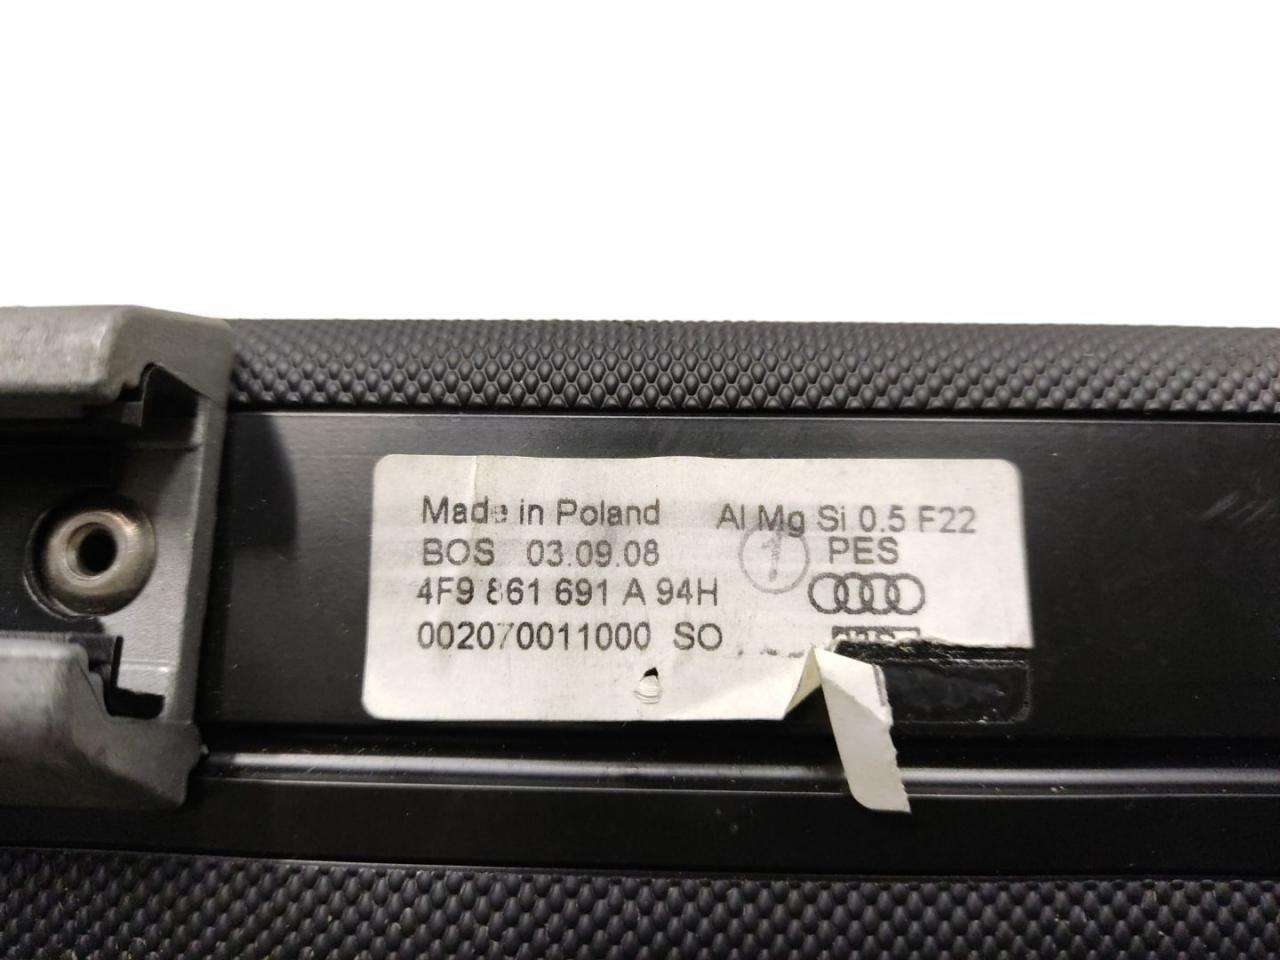 Made in Poland Al Mg Si 0.5 F22
BOS 03.09.08 1 PES
4F9 861 691 A 94H
002070011000 SO